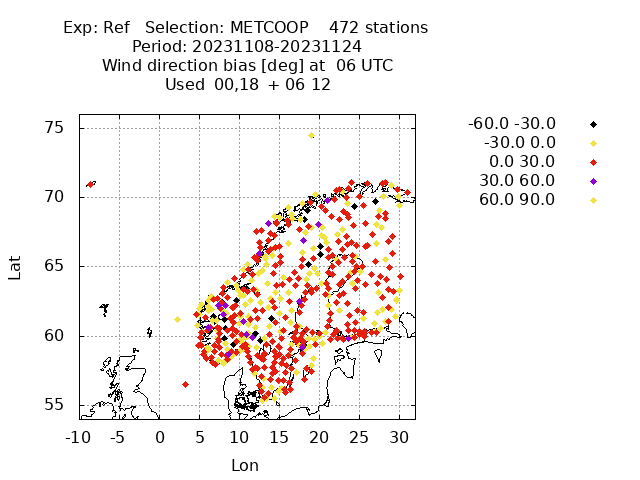 Exp: Ref   Selection: METCOOP    472 stations
Period: 20231108-20231124
Wind direction bias [deg] at  06 UTC
Used  00,18  + 06 12
-60.0 -30.0
-30.0 0.0
0.0 30.0
30.0 60.0
60.0 90.0
Lat
75
70
65
60
55
-10 -5 0 5 10 15 20 25 30
Lon